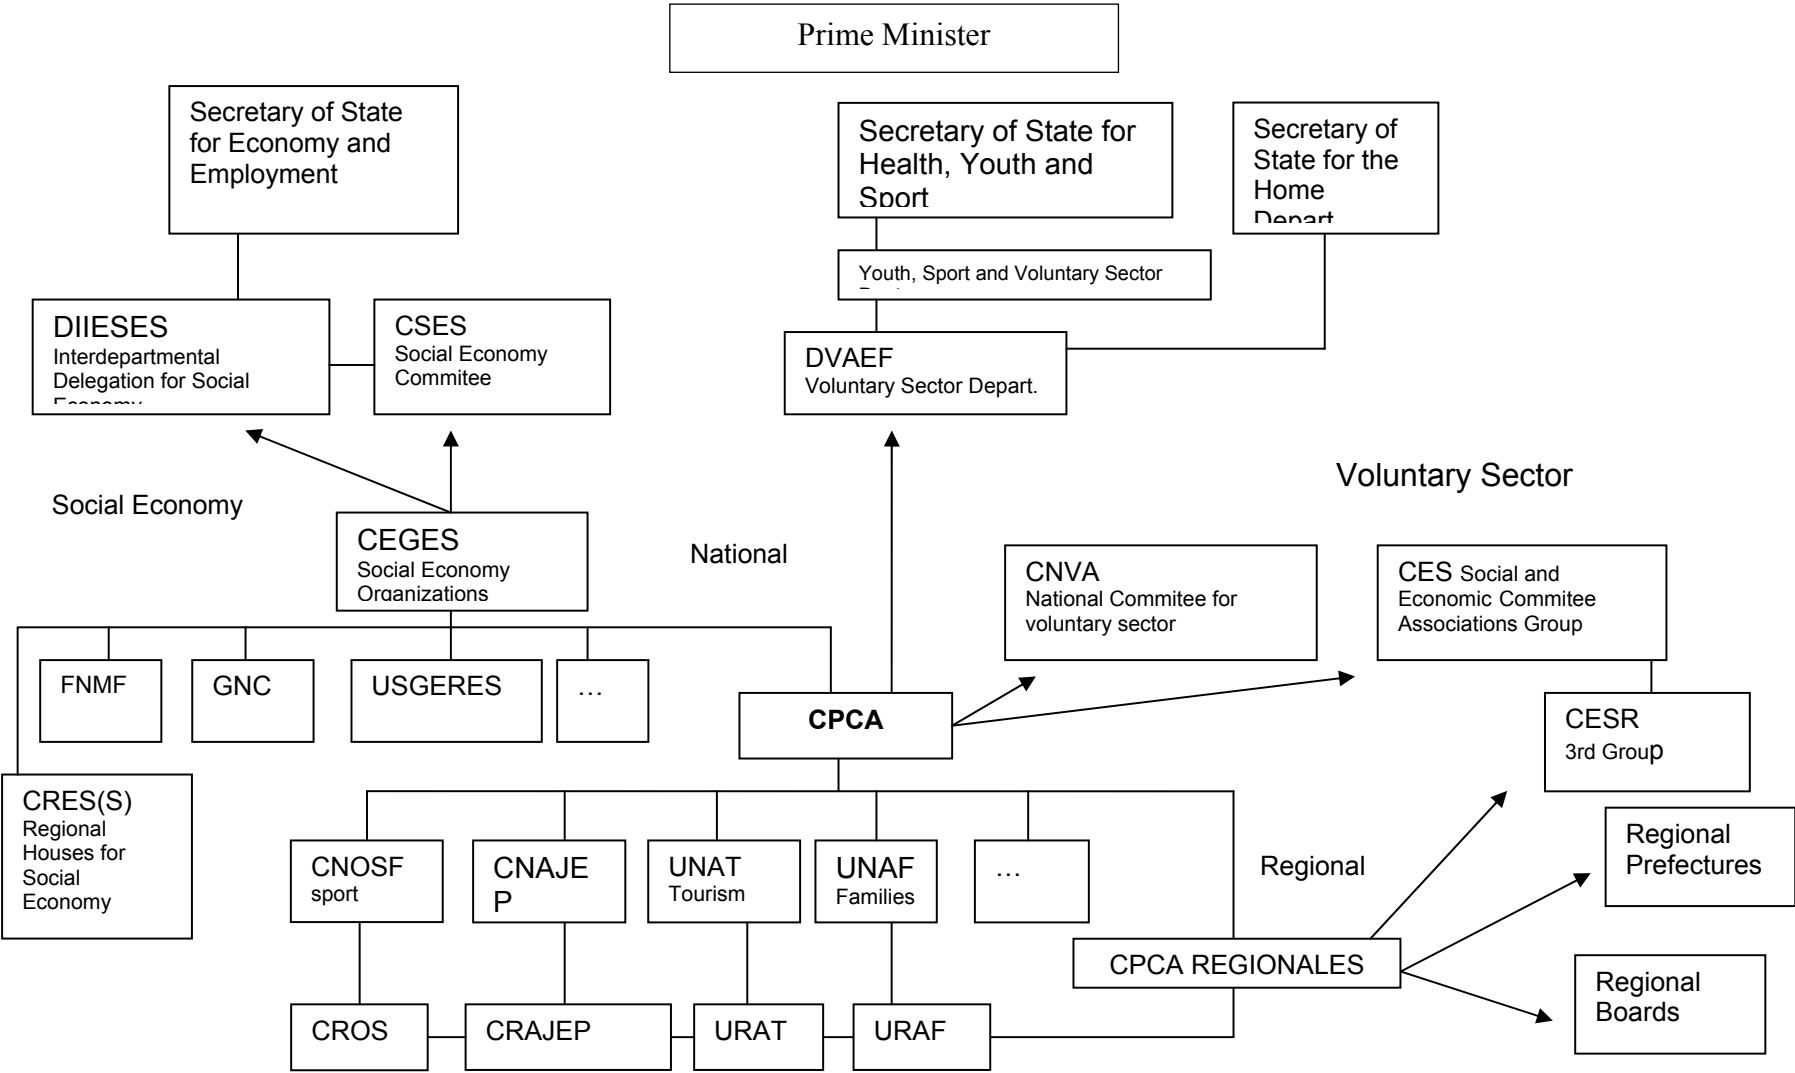 Prime Minister
Secretary of State
for Economy and
Employment
Secretary of State for
Health, Youth and
Sport
Secretary of
State for the
Home
Depart
Youth, Sport and Voluntary Sector
DIIESES
Interdepartmental
Delegation for Social
Economy
CSES
Social Economy
Commitee
DVAEF
Voluntary Sector Depart.
Social Economy
Voluntary Sector
CEGES
Social Economy
Organizations
National
CNVA
National Commitee for
voluntary sector
CES Social and
Economic Commitee
Associations Group
FNMF
GNC
USGERES
…
CPCA
CESR
3rd Group
CRES(S)
Regional
Houses for
Social
Economy
CNOSF
sport
CNAJE
P
UNAT
Tourism
UNAF
Families
…
Regional
Regional
Prefectures
CPCA REGIONALES
Regional
Boards
CROS
CRAJEP
URAT
URAF